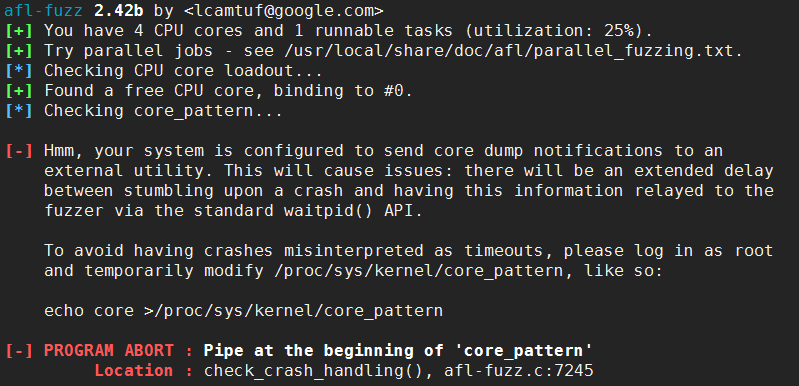 afl-fuzz 2.42b by <lcamtuf@google.com>
[+] You have 4 CPU cores and 1 runnable tasks (utilization: 25%).
[+] Try parallel jobs - see /usr/local/share/doc/afl/parallel_fuzzing.txt.
[*] Checking CPU core loadout...
[+] Found a free CPU core, binding to #0.
[*] Checking core_pattern...
[-] Hmm, your system is configured to send core dump notifications to an
external utility. This will cause issues: there will be an extended delay
between stumbling upon a crash and having this information relayed to the
fuzzer via the standard waitpid() API.
To avoid having crashes misinterpreted as timeouts, please log in as root
and temporarily modify /proc/sys/kernel/core_pattern, like so:
echo core >/proc/sys/kernel/core_pattern
[-] PROGRAM ABORT : Pipe at the beginning of 'core_pattern'
Location : check_crash_handling(), afl-fuzz.c:7245